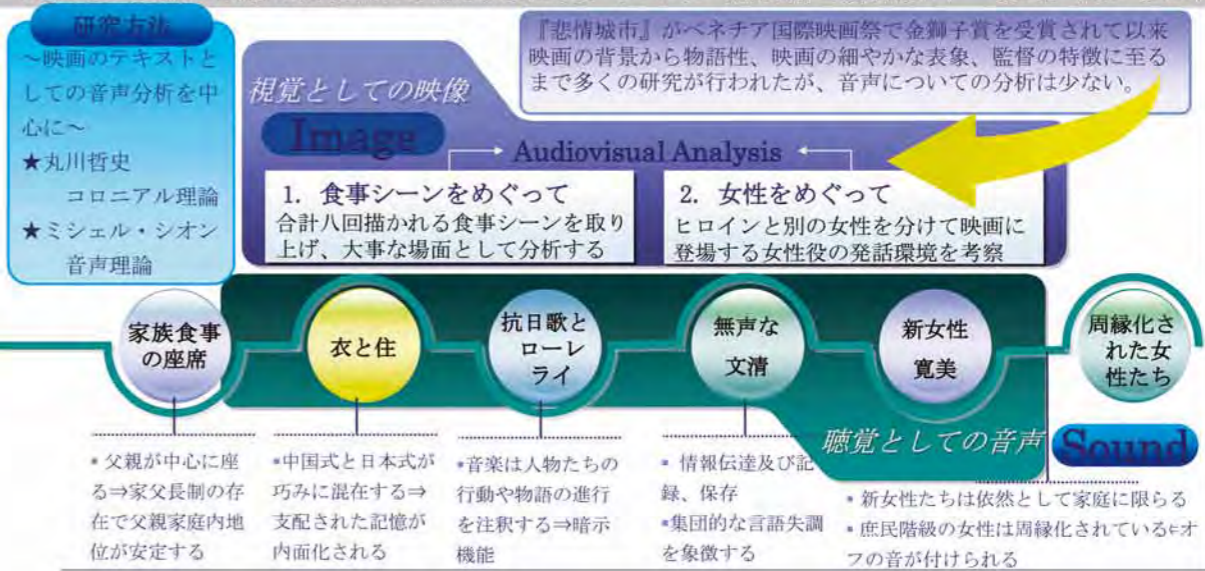 研究方法
～映画のテキストと
しての音声分析を中
心に～
★丸川哲史
コロニアル理論
★ミシェル・シオン
音声理論
『悲情城市』がベネチア国際映画祭で金獅子賞を受賞されて以来
映画の背景から物語性、映画の細やかな表象、監督の特徴に至る
まで多くの研究が行われたが、音声についての分析は少ない。
視覚としての映像
Image
Audiovisual Analysis
1. 食事シーンをめぐって
合計八回描かれる食事シーンを取り
上げ、大事な場面として分析する
2. 女性をめぐって
ヒロインと別の女性を分けて映画に
登場する女性役の発話環境を考察
家族食事
の座席
衣と住
抗日歌と
ローレ
ライ
無声な
文清
新女性
寛美
周縁化さ
れた女
性たち
聴覚としての音声
Sound
▪ 父親が中心に座
る⇒家父長制の存
在で父親家庭内地
位が安定する
▪中国式と日本式が
巧みに混在する⇒
支配された記憶が
内面化される
▪音楽は人物たちの
行動や物語の進行
を注釈する⇒暗示
機能
▪ 情報伝達及び記
録、保存
▪集団的な言語失調
を象徴する
▪ 新女性たちは依然として家庭に限らる
▪ 庶民階級の女性は周縁化されている⇐オ
フの音が付けられる